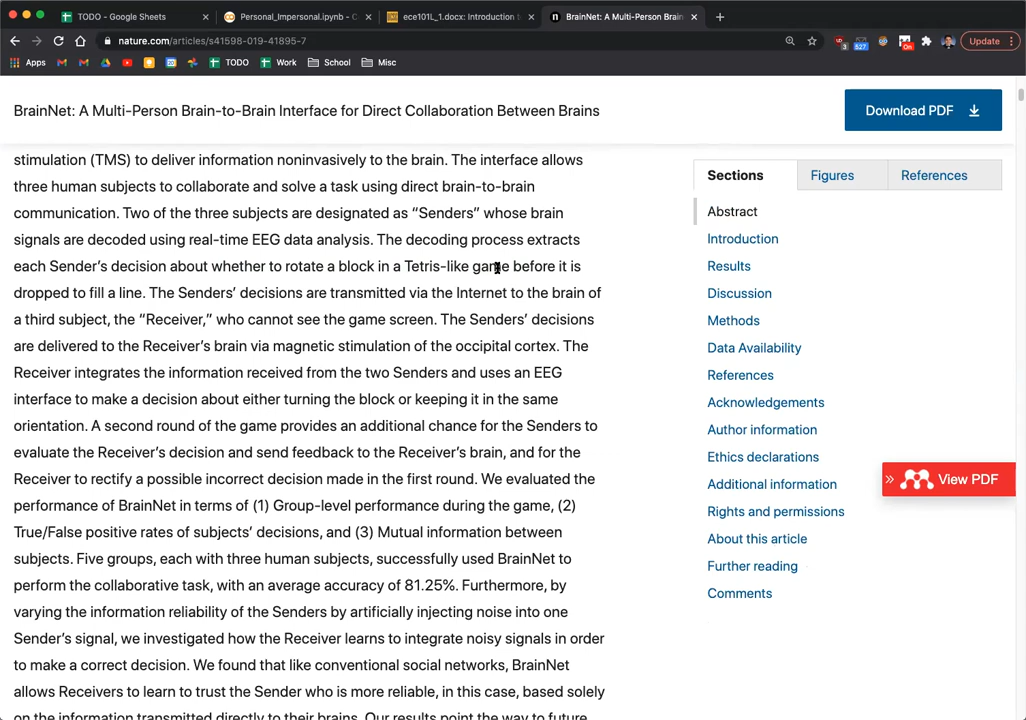 TODO - Google Sheets
Personal_Impersonal.ipynb - C
ece101L_1.docx: Introduction t
BrainNet: A Multi-Person Brain
nature.com/articles/s41598-019-41895-7
3
527
On
Update
Apps
TODO
Work
School
Misc
BrainNet: A Multi-Person Brain-to-Brain Interface for Direct Collaboration Between Brains
Download PDF
stimulation (TMS) to deliver information noninvasively to the brain. The interface allows
three human subjects to collaborate and solve a task using direct brain-to-brain
communication. Two of the three subjects are designated as “Senders” whose brain
signals are decoded using real-time EEG data analysis. The decoding process extracts
each Sender’s decision about whether to rotate a block in a Tetris-like game before it is
dropped to fill a line. The Senders’ decisions are transmitted via the Internet to the brain of
a third subject, the “Receiver,” who cannot see the game screen. The Senders’ decisions
are delivered to the Receiver’s brain via magnetic stimulation of the occipital cortex. The
Receiver integrates the information received from the two Senders and uses an EEG
interface to make a decision about either turning the block or keeping it in the same
orientation. A second round of the game provides an additional chance for the Senders to
evaluate the Receiver’s decision and send feedback to the Receiver’s brain, and for the
Receiver to rectify a possible incorrect decision made in the first round. We evaluated the
performance of BrainNet in terms of (1) Group-level performance during the game, (2)
True/False positive rates of subjects’ decisions, and (3) Mutual information between
subjects. Five groups, each with three human subjects, successfully used BrainNet to
perform the collaborative task, with an average accuracy of 81.25%. Furthermore, by
varying the information reliability of the Senders by artificially injecting noise into one
Sender’s signal, we investigated how the Receiver learns to integrate noisy signals in order
to make a correct decision. We found that like conventional social networks, BrainNet
allows Receivers to learn to trust the Sender who is more reliable, in this case, based solely
on the information transmitted directly to their brains. Our results point the way to future
Sections
Figures
References
Abstract
Introduction
Results
Discussion
Methods
Data Availability
References
Acknowledgements
Author information
Ethics declarations
Additional information
Rights and permissions
About this article
Further reading
Comments
» View PDF